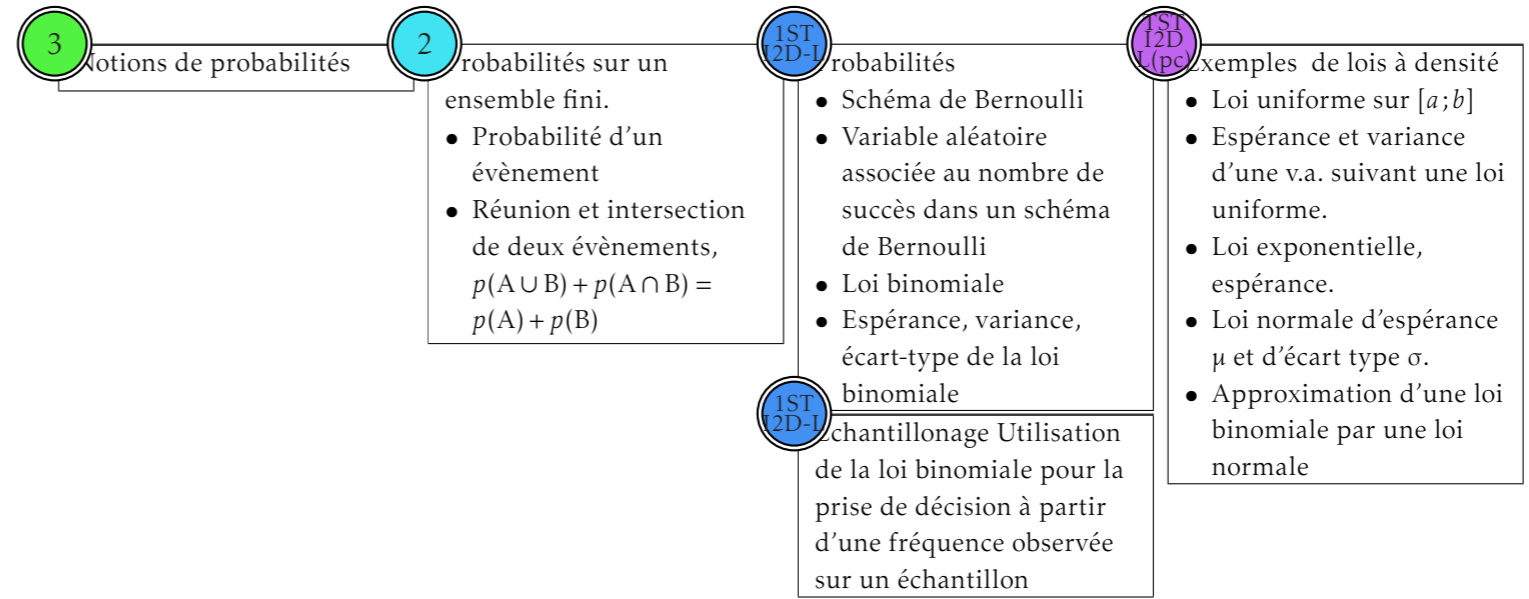 3
Notions de probabilités
2
Probabilités sur un
ensemble fini.
• Probabilité d'un
évènement
• Réunion et intersection
de deux évènements,
p(A ∪ B) + p(A ∩ B) =
p(A) + p(B)
1ST
I2D-L
Probabilités
• Schéma de Bernoulli
• Variable aléatoire
associée au nombre de
succès dans un schéma
de Bernoulli
• Loi binomiale
• Espérance, variance,
écart-type de la loi
binomiale
1ST
I2D-L
Echantillonage Utilisation
de la loi binomiale pour la
prise de décision à partir
d'une fréquence observée
sur un échantillon
TST
I2D
L(pc)
Exemples de lois à densité
• Loi uniforme sur [a;b]
• Espérance et variance
d'une v.a. suivant une loi
uniforme.
• Loi exponentielle,
espérance.
• Loi normale d'espérance
μ et d'écart type σ.
• Approximation d'une loi
binomiale par une loi
normale